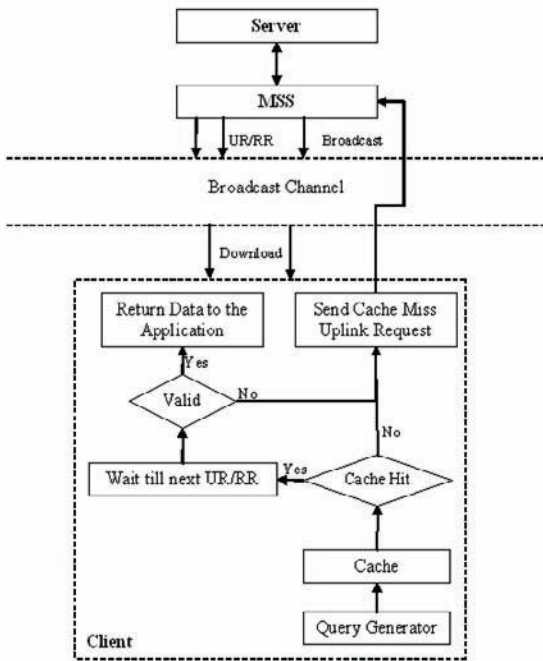 Server
MSS
UR/RR
Broadcast
Broadcast Channel
Download
Return Data to the
Application
Send Cache Miss
Uplink Request
Yes
Valid
No
No
Wait till next UR/RR
Yes
Cache Hit
Cache
Query Generator
Client